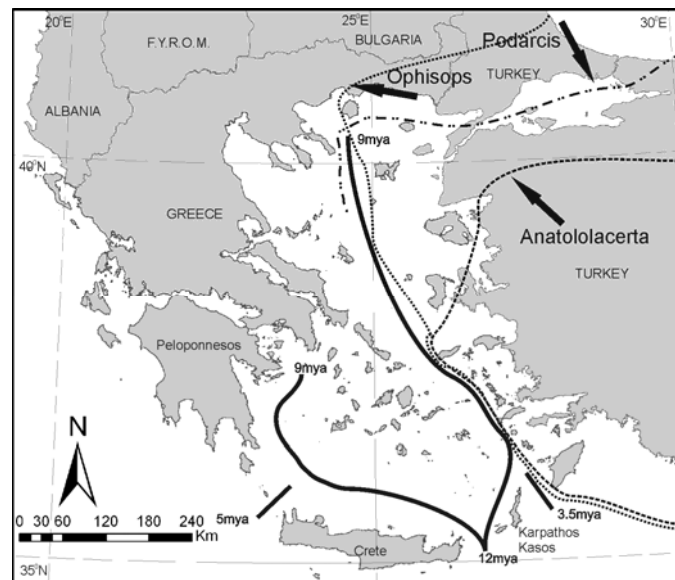 20°E
25°E
30°E
F.Y.R.O.M.
BULGARIA
Podarcis
TURKEY
Ophisops
ALBANIA
9mya
40°N
GREECE
Anatololacerta
TURKEY
Peloponnesos
9mya
N
5mya
3.5mya
0 30 60 120 180 240
Km
Karpathos
Kasos
Crete
12mya
35°N